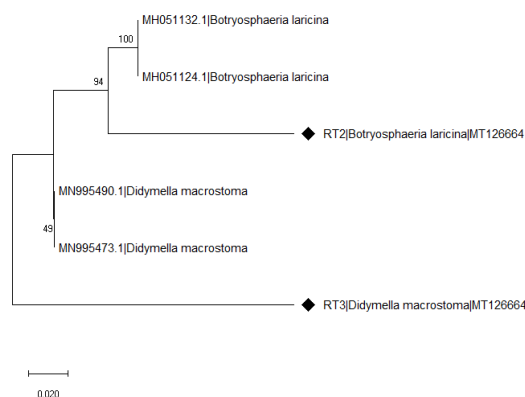 MH051132.1|Botryosphaeria laricina
100
MH051124.1|Botryosphaeria laricina
94
RT2|Botryosphaeria laricina|MT126664
MN995490.1|Didymella macrostoma
49
MN995473.1|Didymella macrostoma
RT3|Didymella macrostoma|MT126664
0.020